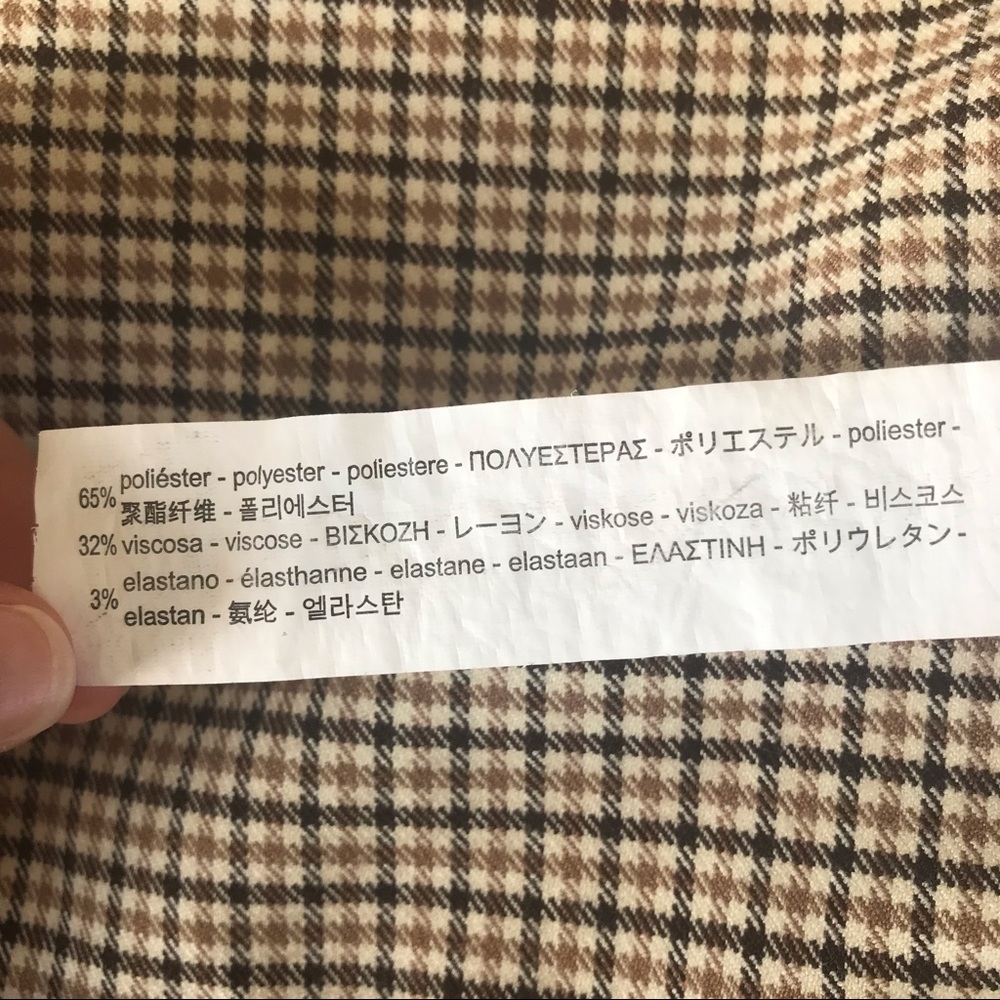 65% poliéster - polyester - poliestere - ΠΟΛΥΕΣΤΕΡΑΣ - ポリエステル - poliester -
聚酯纤维 - 폴리에스터
32% viscosa - viscose - ΒΙΣΚΟΖΗ - レーヨン - viskose - viskoza - 粘纤 - 비스코스
3% elastano - élasthanne - elastane - elastaan - ΕΛΑΣΤΙΝΗ - ポリウレタン -
elastan - 氨纶 - 엘라스탄